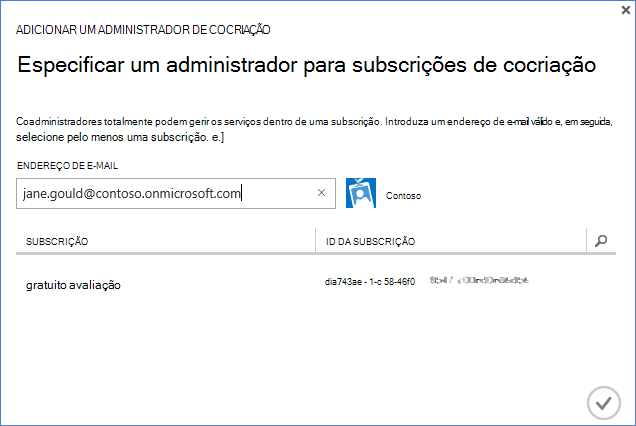 ADICIONAR UM ADMINISTRADOR DE COCRIAÇÃO
Especificar um administrador para subscrições de cocriação
Coadministradores totalmente podem gerir os serviços dentro de uma subscrição. Introduza um endereço de e-mail válido e, em seguida,
selecione pelo menos uma subscrição. e.]
ENDEREÇO DE E-MAIL
jane.gould@contoso.onmicrosoft.com
Contoso
SUBSCRIÇÃO ID DA SUBSCRIÇÃO
gratuito avaliação dia743ae - 1-c 58-46f0